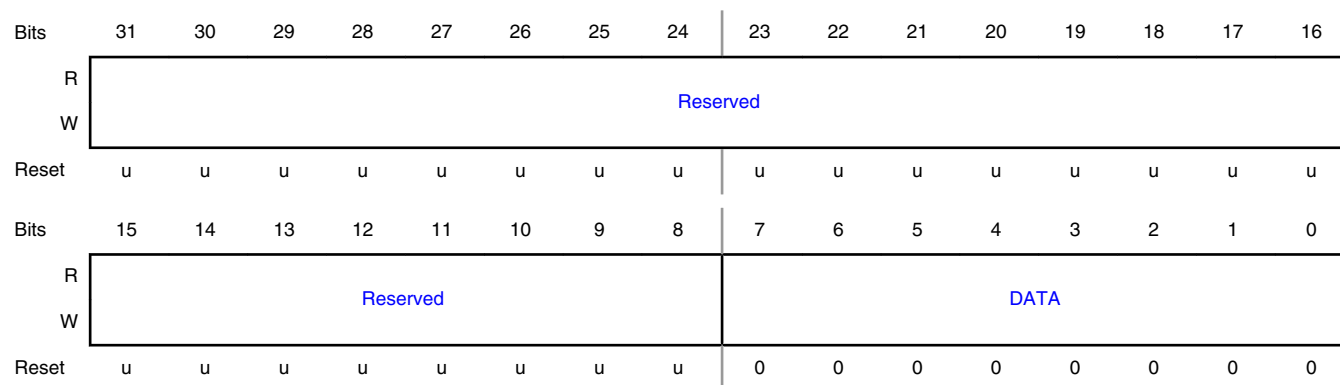 Bits 31 30 29 28 27 26 25 24 23 22 21 20 19 18 17 16
R
Reserved
W
Reset u u u u u u u u u u u u u u u u
Bits 15 14 13 12 11 10 9 8 7 6 5 4 3 2 1 0
R
Reserved DATA
W
Reset u u u u u u u u 0 0 0 0 0 0 0 0